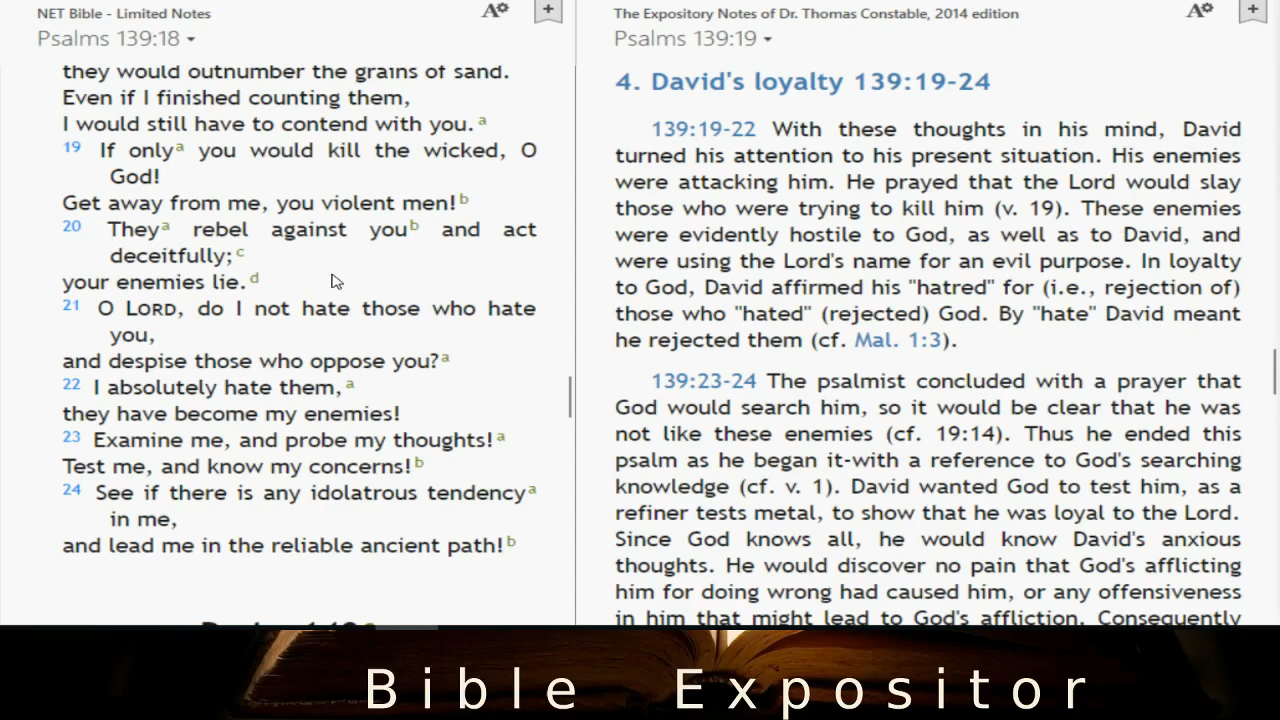 NET Bible - Limited Notes
Psalms 139:18
they would outnumber the grains of sand.
Even if I finished counting them,
I would still have to contend with you. a
19 If only a you would kill the wicked, O
God!
Get away from me, you violent men! b
20 They a rebel against you b and act
deceitfully; c
your enemies lie. d
21 O LORD, do I not hate those who hate
you,
and despise those who oppose you? a
22 I absolutely hate them, a
they have become my enemies!
23 Examine me, and probe my thoughts! a
Test me, and know my concerns! b
24 See if there is any idolatrous tendency a
in me,
and lead me in the reliable ancient path! b
The Expository Notes of Dr. Thomas Constable, 2014 edition
Psalms 139:19
4. David's loyalty 139:19-24
139:19-22 With these thoughts in his mind, David
turned his attention to his present situation. His enemies
were attacking him. He prayed that the Lord would slay
those who were trying to kill him (v. 19). These enemies
were evidently hostile to God, as well as to David, and
were using the Lord's name for an evil purpose. In loyalty
to God, David affirmed his "hatred" for (i.e., rejection of)
those who "hated" (rejected) God. By "hate" David meant
he rejected them (cf. Mal. 1:3).
139:23-24 The psalmist concluded with a prayer that
God would search him, so it would be clear that he was
not like these enemies (cf. 19:14). Thus he ended this
psalm as he began it-with a reference to God's searching
knowledge (cf. v. 1). David wanted God to test him, as a
refiner tests metal, to show that he was loyal to the Lord.
Since God knows all, he would know David's anxious
thoughts. He would discover no pain that God's afflicting
him for doing wrong had caused him, or any offensiveness
in him that might lead to God's affliction. Consequently
Bible Expositor